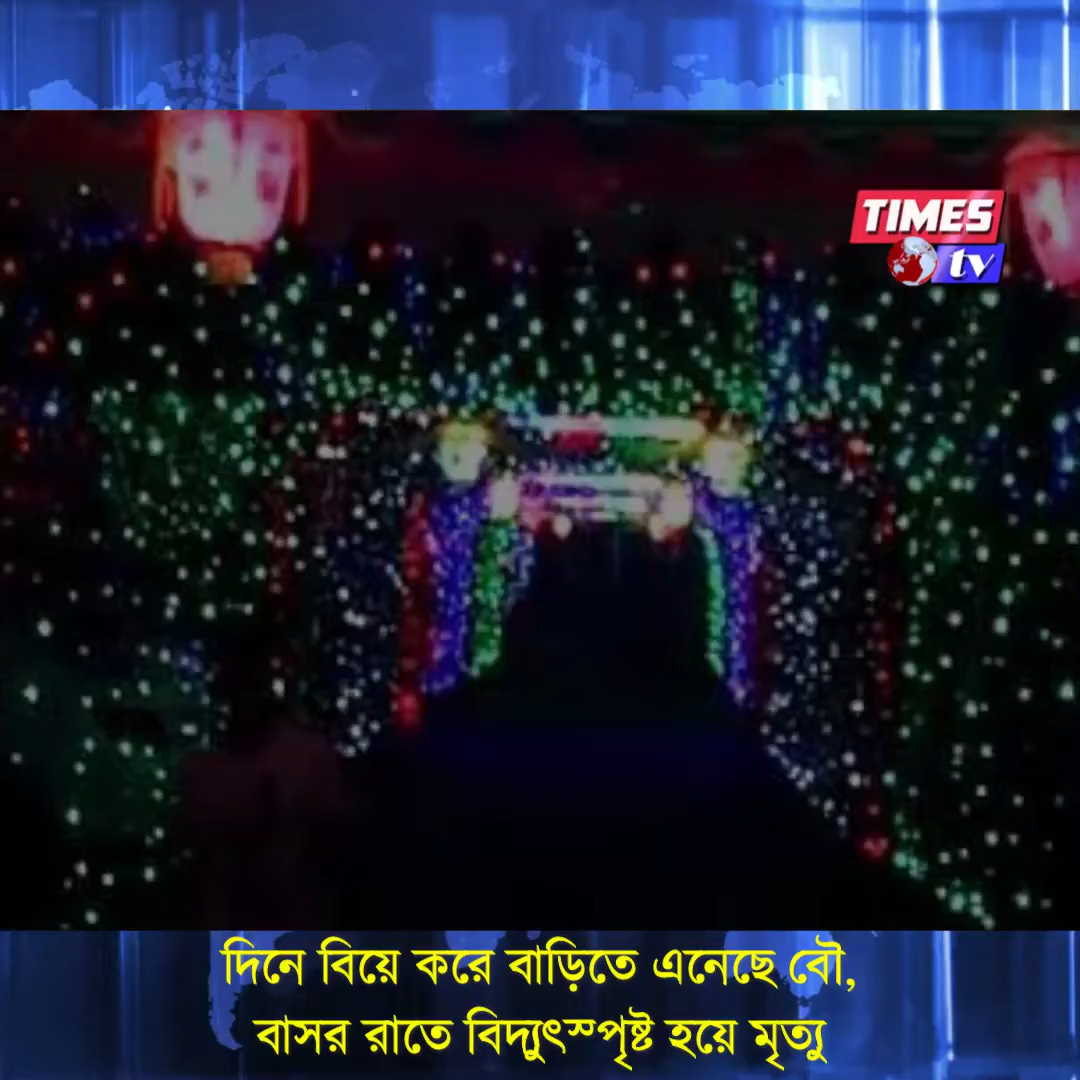 TIMES
tv
দিনে বিয়ে করে বাড়িতে এনেছে বৌ,
বাসর রাতে বিদ্যুৎস্পৃষ্ট হয়ে মৃত্যু